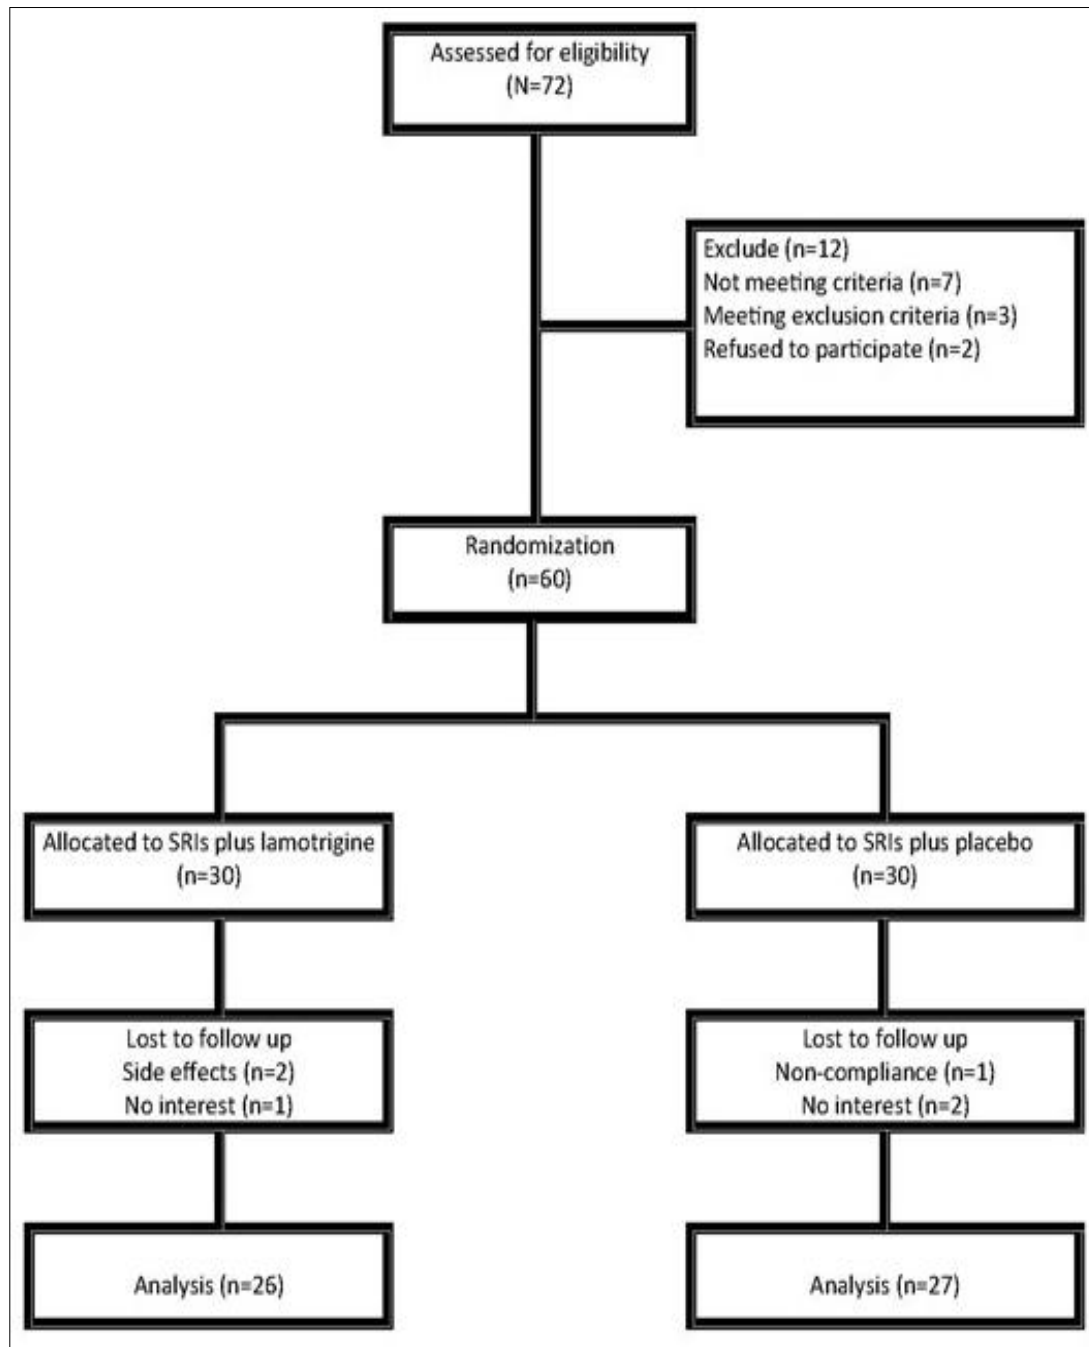 Assessed for eligibility
(N=72)
Exclude (n=12)
Not meeting criteria (n=7)
Meeting exclusion criteria (n=3)
Refused to participate (n=2)
Randomization
(n=60)
Allocated to SRIs plus lamotrigine
(n=30)
Allocated to SRIs plus placebo
(n=30)
Lost to follow up
Side effects (n=2)
No interest (n=1)
Lost to follow up
Non-compliance (n=1)
No interest (n=2)
Analysis (n=26)
Analysis (n=27)